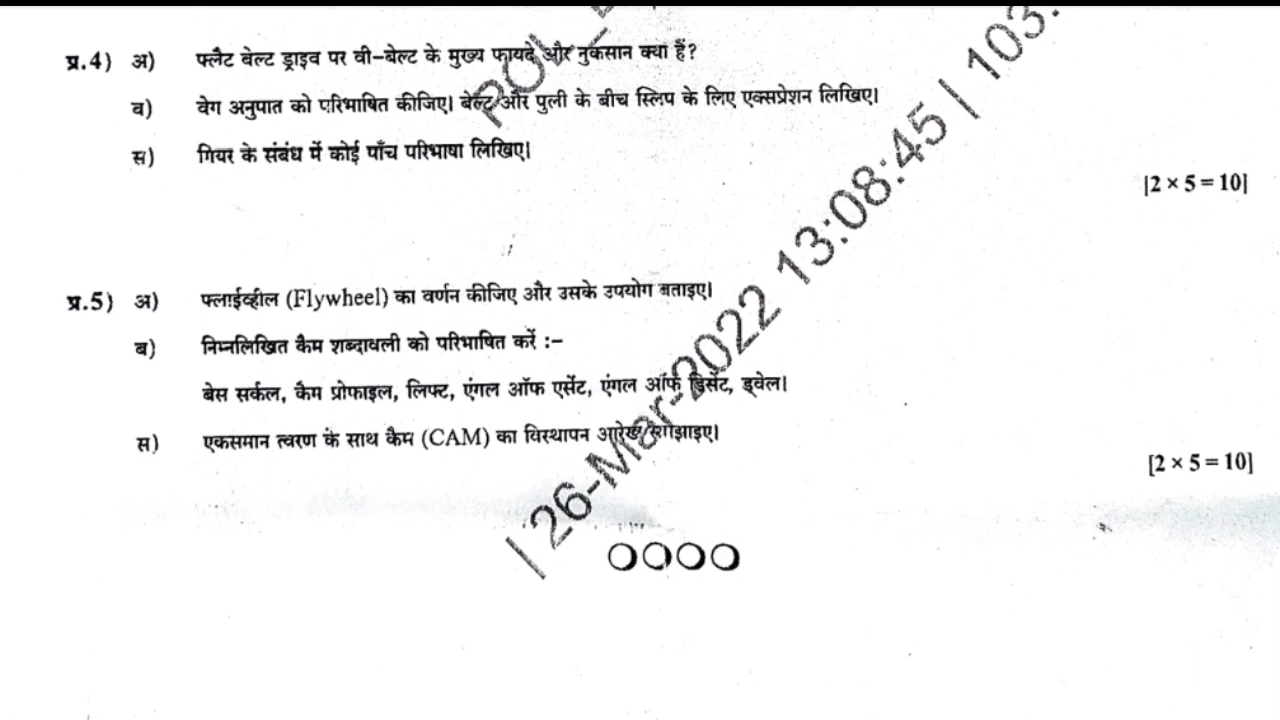 प्र.4) अ) फ्लैट बेल्ट ड्राइव पर वी-बेल्ट के मुख्य फायदे और नुकसान क्या हैं?
ब) वेग अनुपात को परिभाषित कीजिए। बेल्ट और पुली के बीच स्लिप के लिए एक्सप्रेशन लिखिए।
स) गियर के संबंध में कोई पाँच परिभाषा लिखिए।
[2 × 5 = 10]
प्र.5) अ) फ्लाईव्हील (Flywheel) का वर्णन कीजिए और उसके उपयोग बताइए।
ब) निम्नलिखित कैम शब्दावली को परिभाषित करें :-
बेस सर्कल, कैम प्रोफाइल, लिफ्ट, एंगल ऑफ एसेंट, एंगल ऑफ डिसेंट, ड्वेल।
स) एकसमान त्वरण के साथ कैम (CAM) का विस्थापन आरेख समझाइए।
[2 × 5 = 10]
| 26-Mar-2022 13:08:45 | 103.